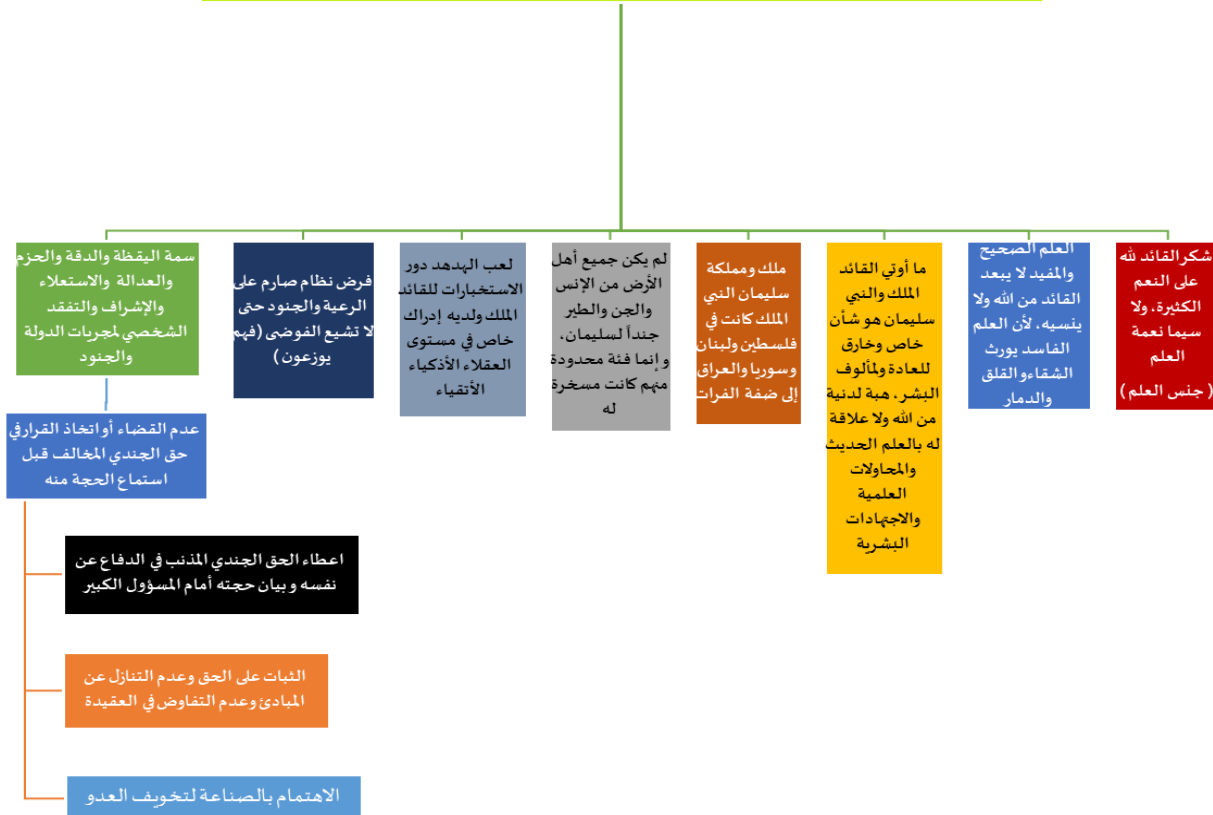 شكر القائد لله
على النعم
الكثيرة، ولا
سيما نعمة
العلم
( جنس العلم )
العلم الصحيح
والمفيد لا يبعد
القائد من الله ولا
ينسيه، لأن العلم
الفاسد يورث
الشقاء و القلق
والدمار
ما أوتي القائد
الملك والنبي
سليمان هو شأن
خاص وخارق
للعادة ولمألوف
البشر، هبة لدنية
من الله ولا علاقة
له بالعلم الحديث
والمحاولات
العلمية
والاجتهادات
البشرية
ملك ومملكة
سليمان النبي
الملك كانت في
فلسطين ولبنان
وسوريا والعراق
إلى ضفة الفرات
لم يكن جميع أهل
الأرض من الإنس
والجن والطير
جنداً لسليمان،
و إنما فئة محدودة
منهم كانت مسخرة
له
لعب الهدهد دور
الاستخبارات للقائد
الملك ولديه إدراك
خاص في مستوى
العقلاء الأذكياء
الأتقياء
فرض نظام صارم على
الرعية والجنود حتى
لا تشيع الفوضى (فهم
يوزعون )
سمة اليقظة والدقة والحزم
والعدالة والاستعلاء
والإشراف والتفقد
الشخصي لمجريات الدولة
والجنود
عدم القضاء أو اتخاذ القرار في
حق الجندي المخالف قبل
استماع الحجة منه
اعطاء الحق الجندي المذنب في الدفاع عن
نفسه و بيان حجته أمام المسؤول الكبير
الثبات على الحق وعدم التنازل عن
المبادئ وعدم التفاوض في العقيدة
الاهتمام بالصناعة لتخويف العدو